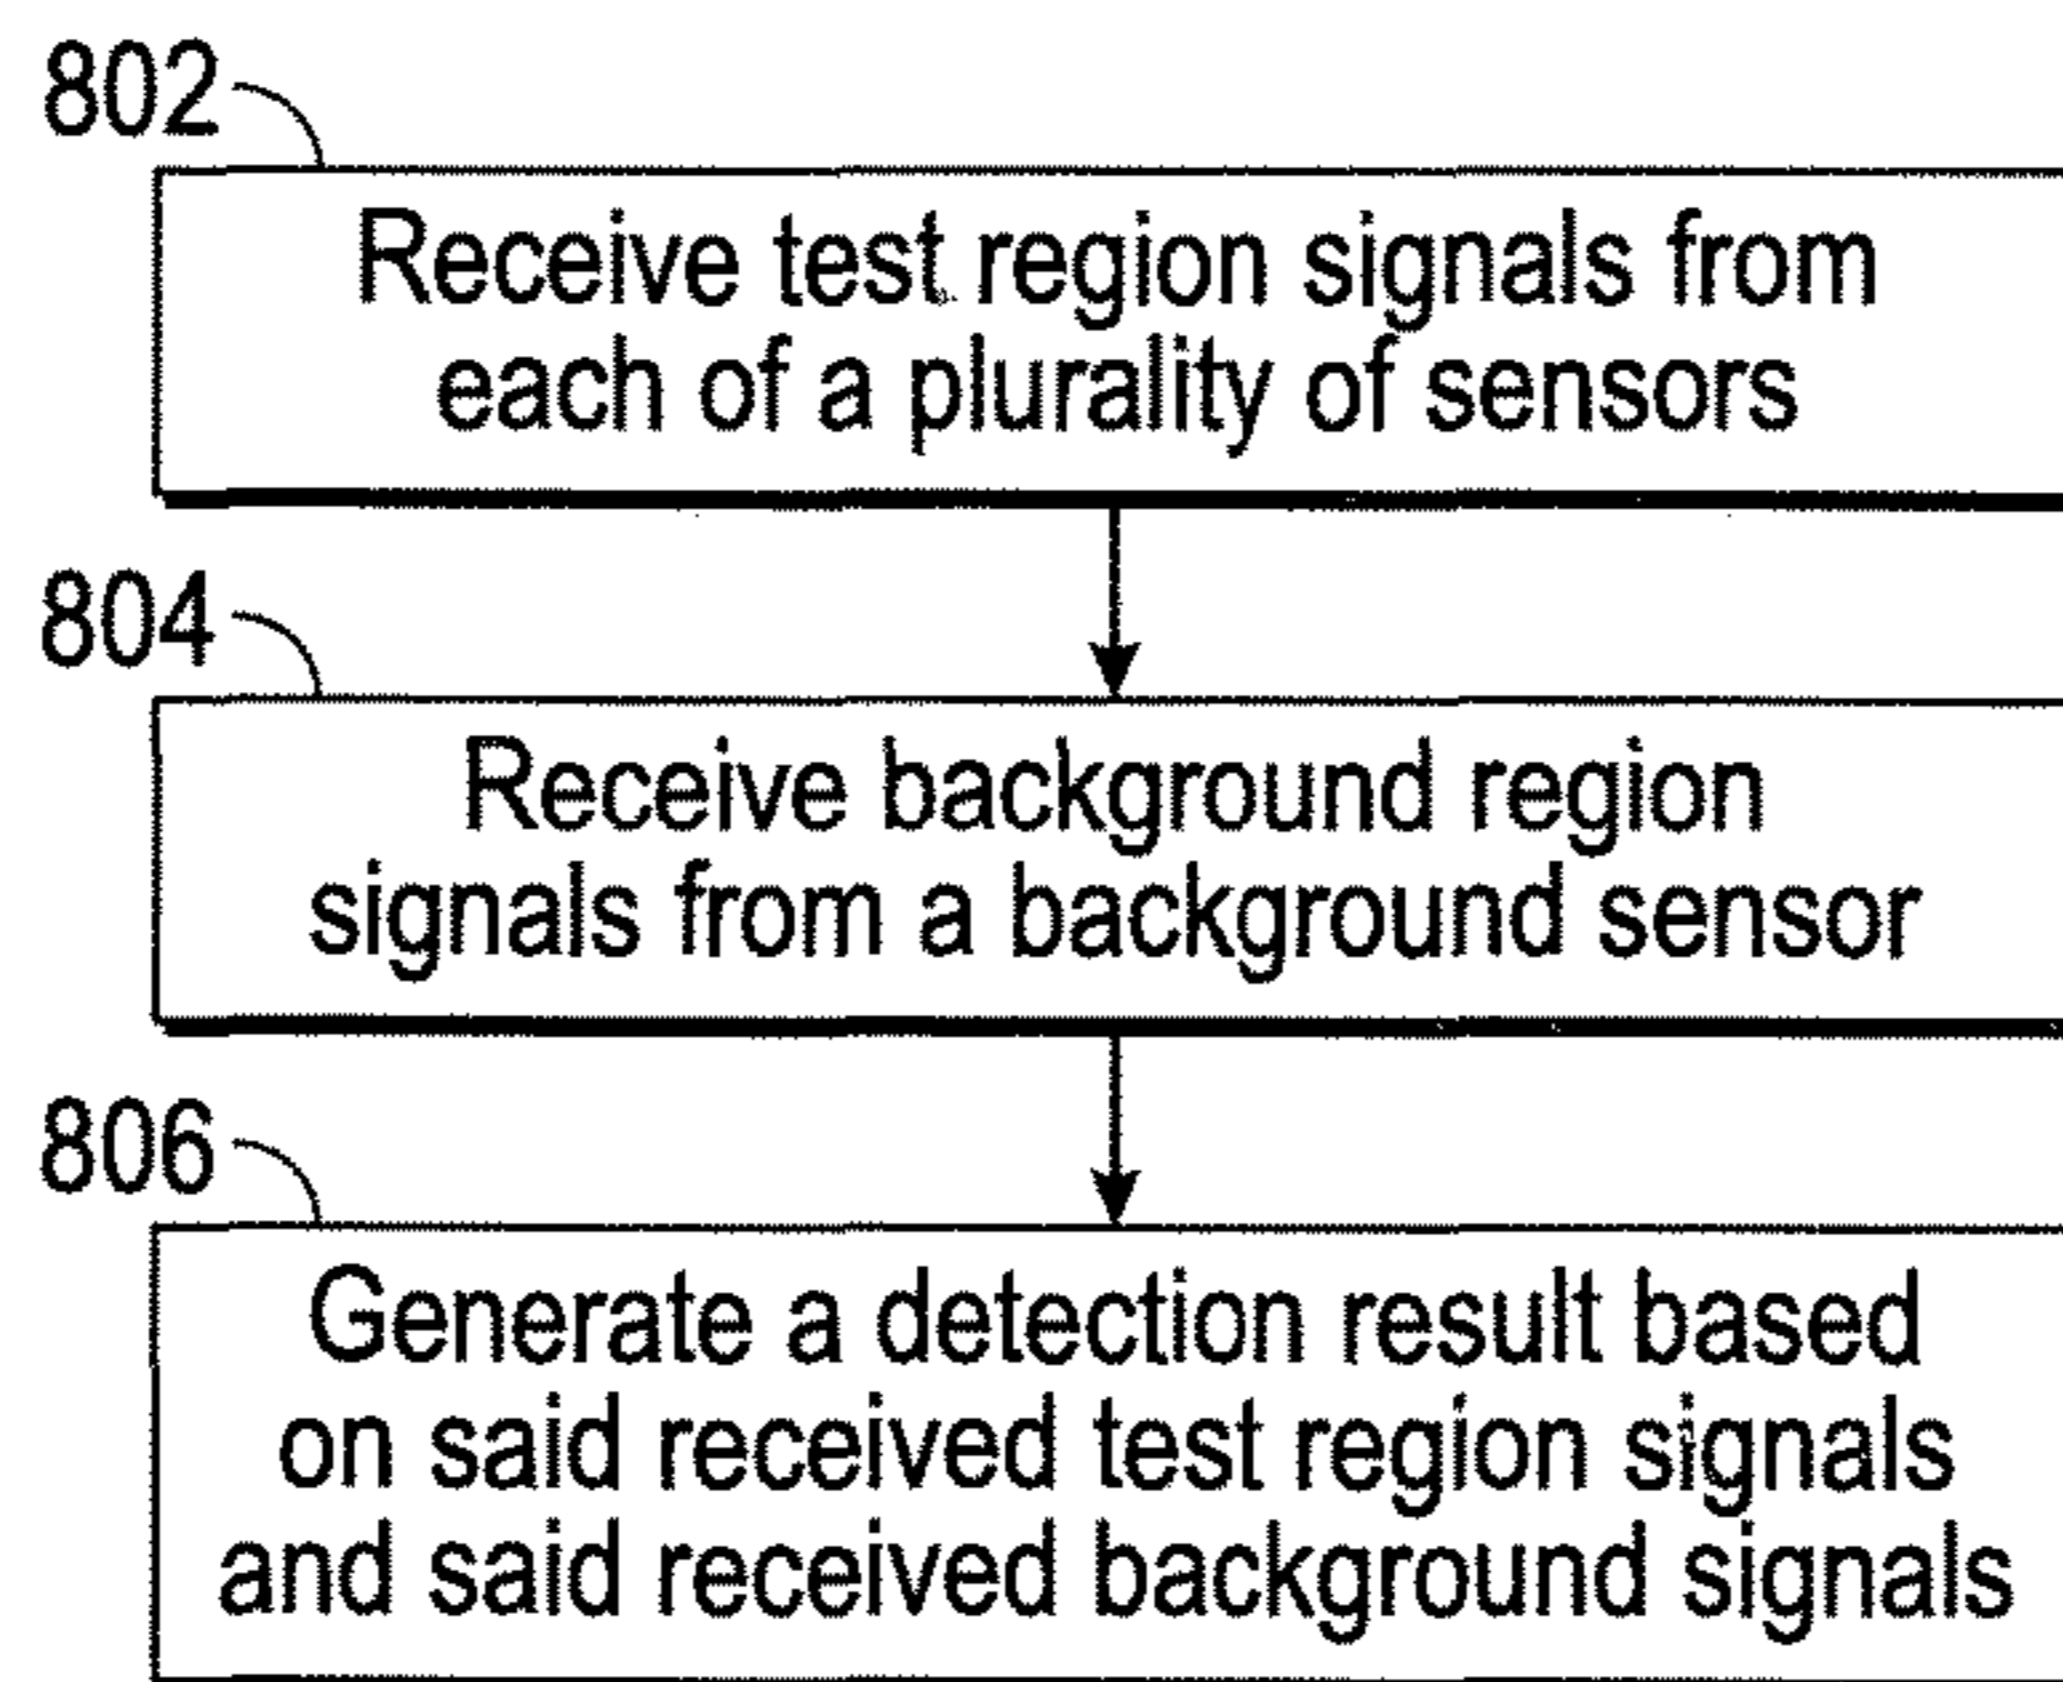 802
Receive test region signals from
each of a plurality of sensors
804
Receive background region
signals from a background sensor
806
Generate a detection result based
on said received test region signals
and said received background signals